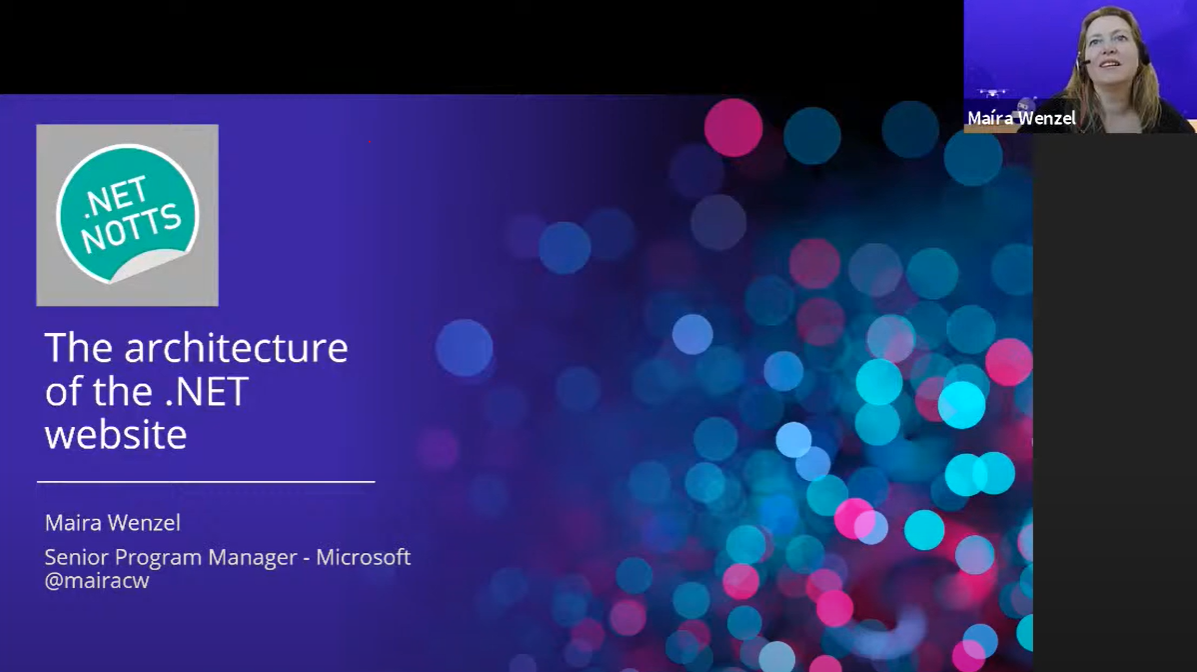 Maíra Wenzel
.NET
NOTTS
The architecture
of the .NET
website
Maira Wenzel
Senior Program Manager - Microsoft
@mairacw